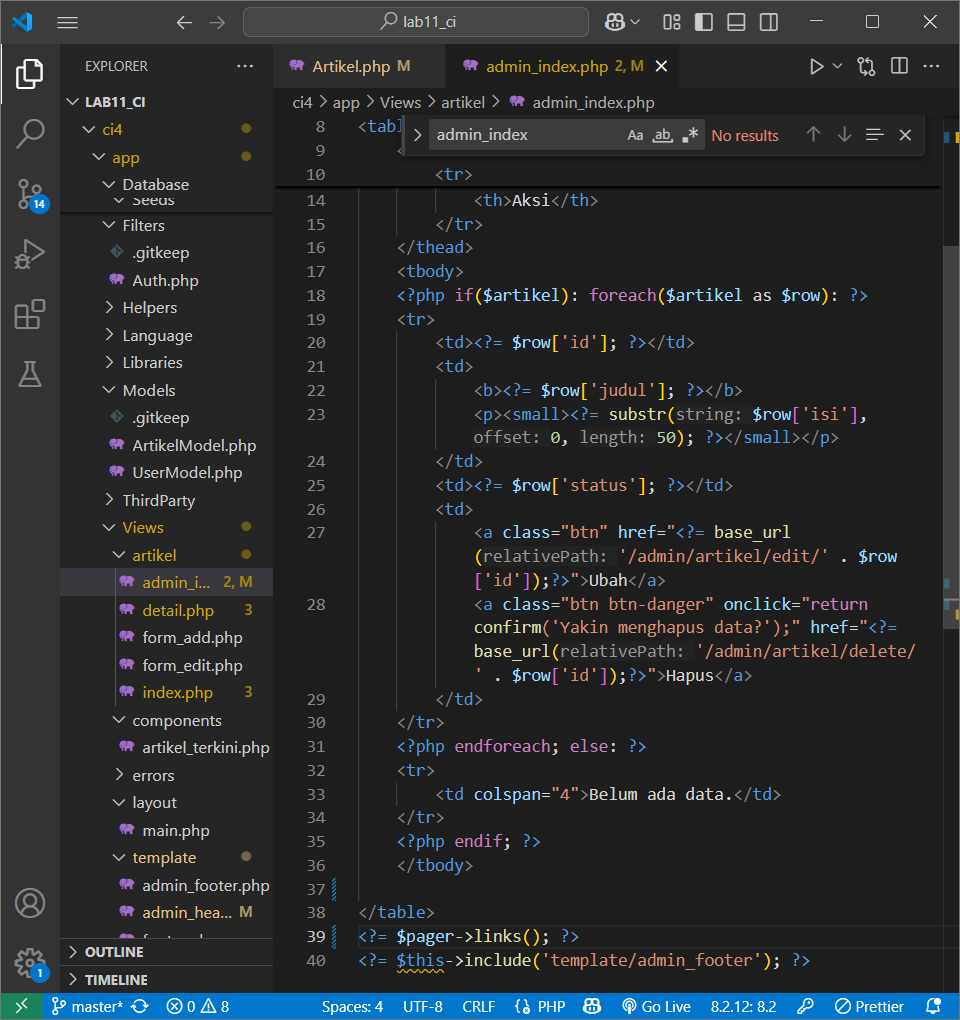 lab11_ci
EXPLORER
LAB11_CI
ci4
app
Database
Seeds
Filters
.gitkeep
Auth.php
Helpers
Language
Libraries
Models
.gitkeep
ArtikelModel.php
UserModel.php
ThirdParty
Views
artikel
admin_i... 2, M
detail.php 3
form_add.php
form_edit.php
index.php 3
components
artikel_terkini.php
errors
layout
main.php
template
admin_footer.php
admin_hea... M
OUTLINE
TIMELINE
14
1
Artikel.php M
admin_index.php 2, M
ci4 > app > Views > artikel > admin_index.php
admin_index Aa ab No results
8 <tabl
9 <
10 <tr>
14 <th>Aksi</th>
15 </tr>
16 </thead>
17 <tbody>
18 <?php if($artikel): foreach($artikel as $row): ?>
19 <tr>
20 <td><?= $row['id']; ?></td>
21 <td>
22 <b><?= $row['judul']; ?></b>
23 <p><small><?= substr(string: $row['isi'],
offset: 0, length: 50); ?></small></p>
24 </td>
25 <td><?= $row['status']; ?></td>
26 <td>
27 <a class="btn" href="<?= base_url
(relativePath: '/admin/artikel/edit/' . $row
['id']);?>">Ubah</a>
28 <a class="btn btn-danger" onclick="return
confirm('Yakin menghapus data?');" href="<?=
base_url(relativePath: '/admin/artikel/delete/
' . $row['id']);?>">Hapus</a>
29 </td>
30 </tr>
31 <?php endforeach; else: ?>
32 <tr>
33 <td colspan="4">Belum ada data.</td>
34 </tr>
35 <?php endif; ?>
36 </tbody>
37
38 </table>
39 <?= $pager->links(); ?>
40 <?= $this->include('template/admin_footer'); ?>
master* 0 8 Spaces: 4 UTF-8 CRLF {} PHP Go Live 8.2.12: 8.2 Prettier